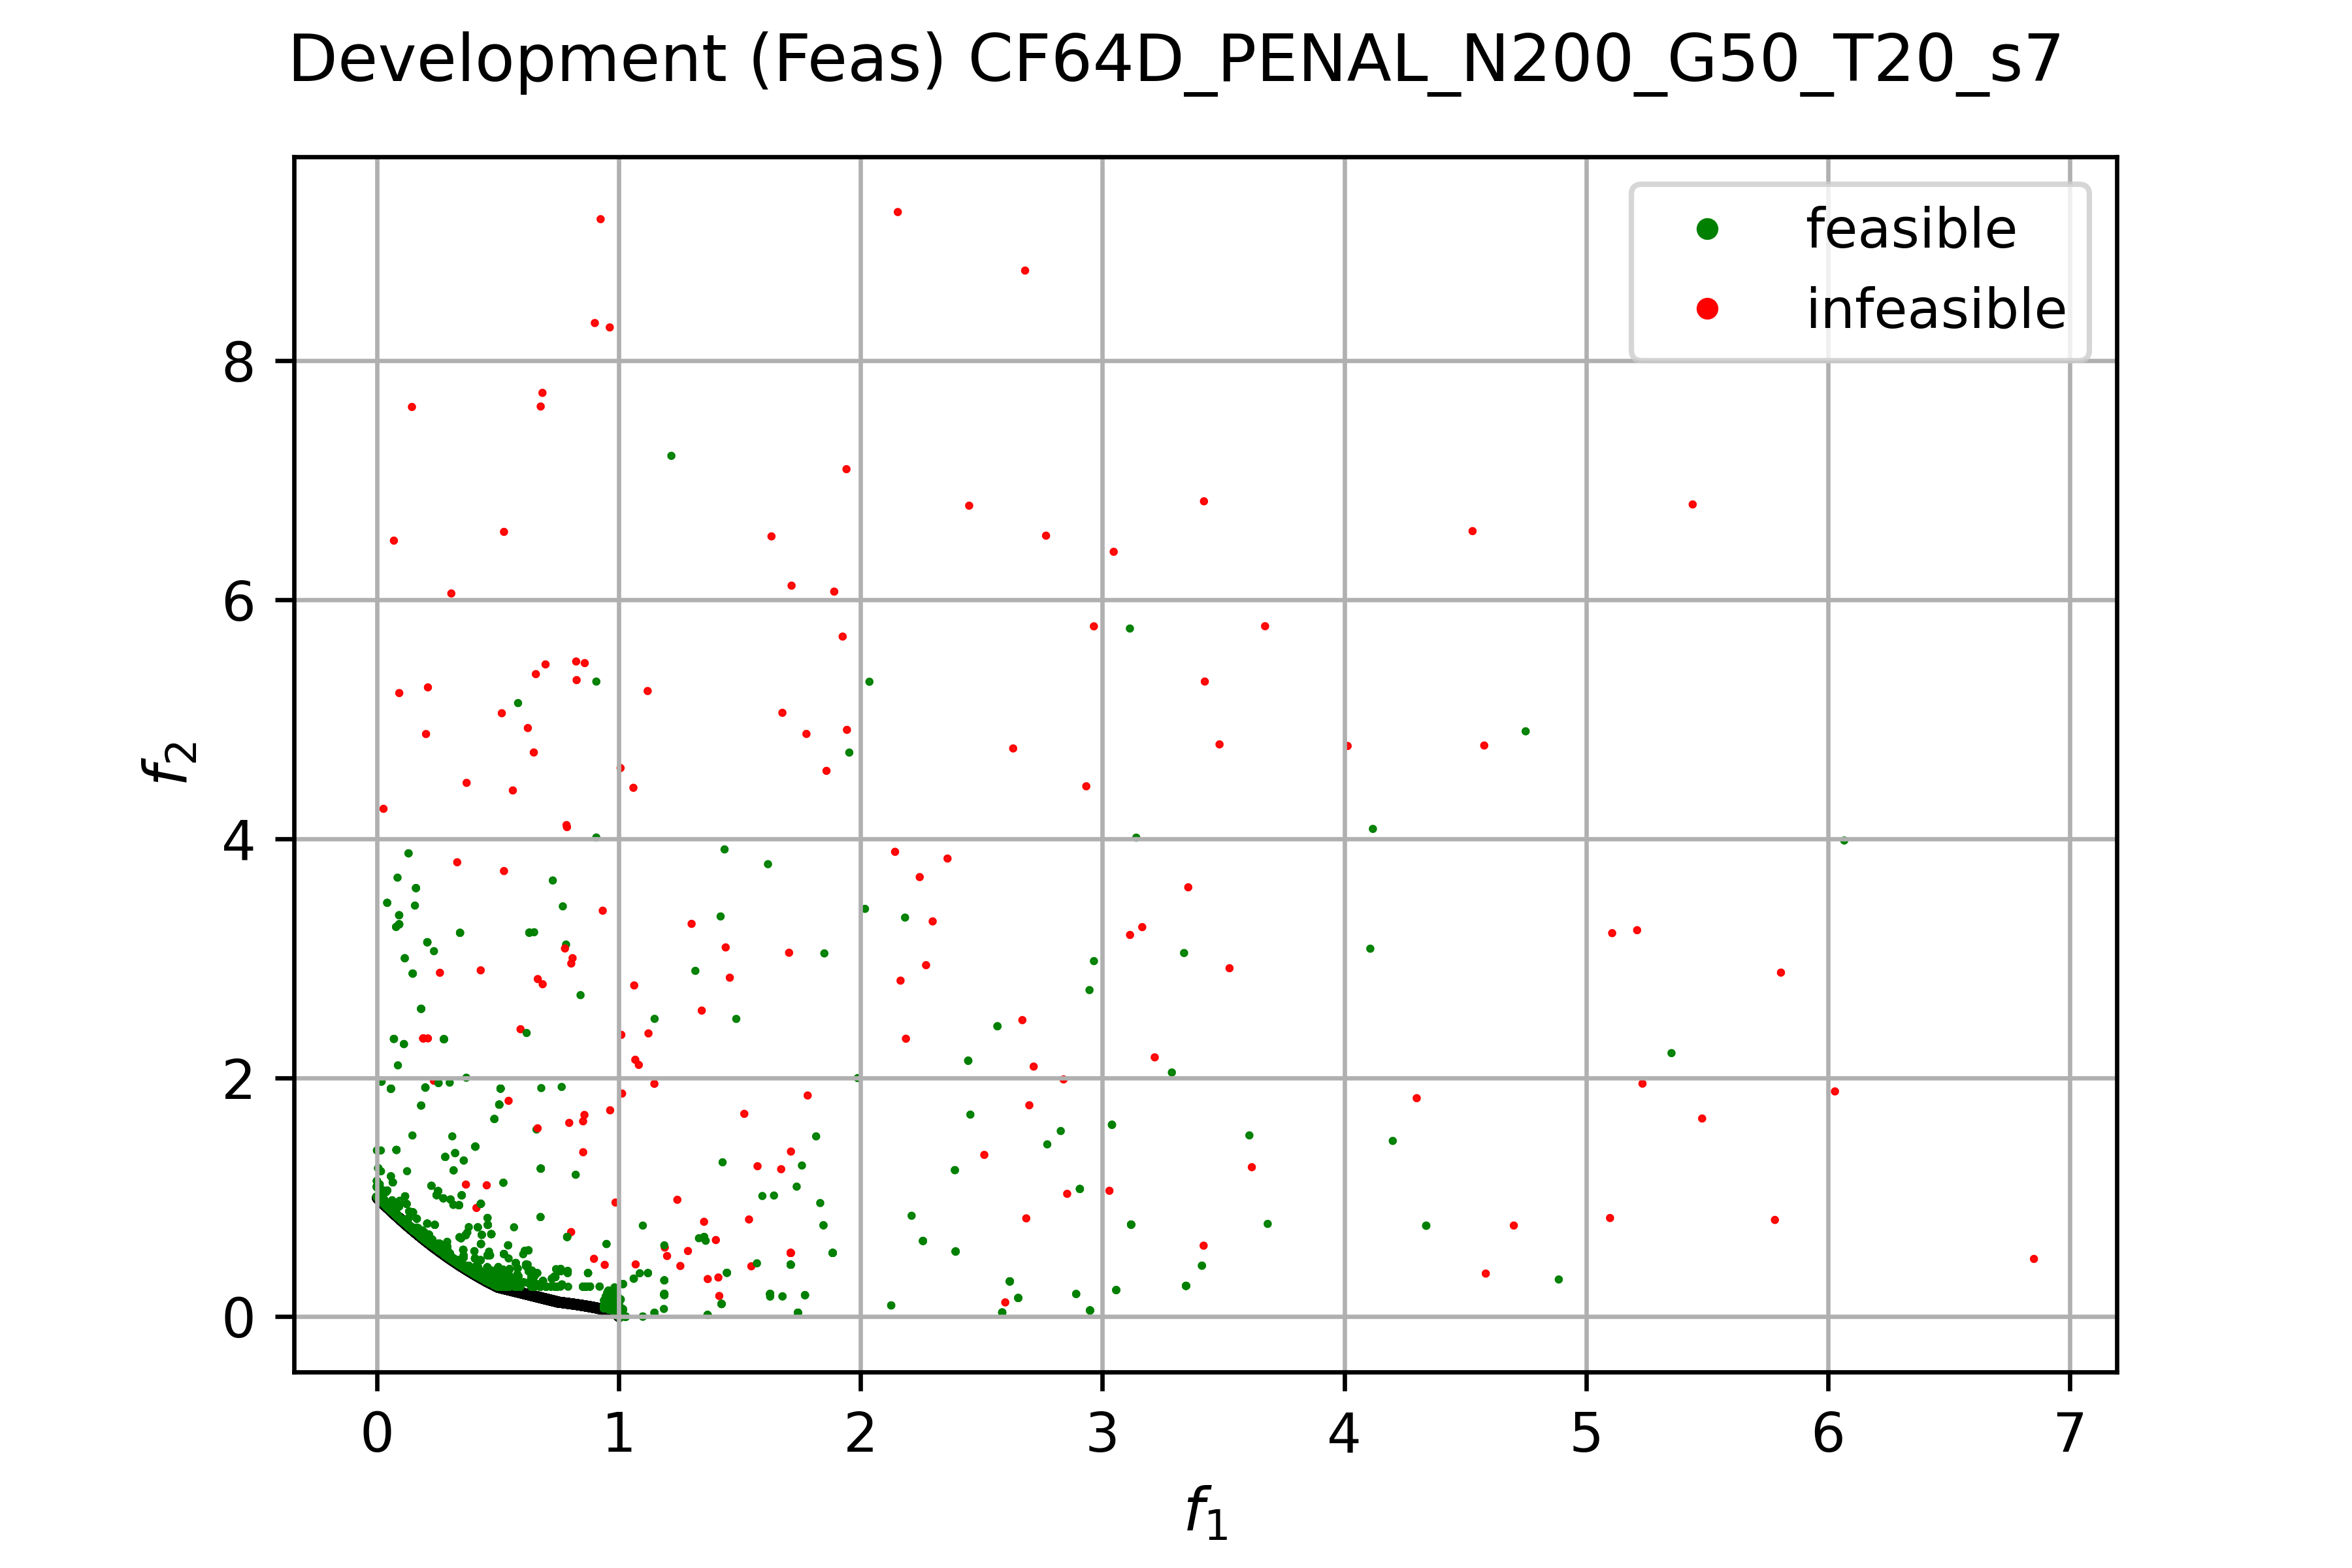 Development (Feas) CF64D_PENAL_N200_G50_T20_s7
feasible
infeasible
8
6
4
2
0
f2
0 1 2 3 4 5 6 7
f1